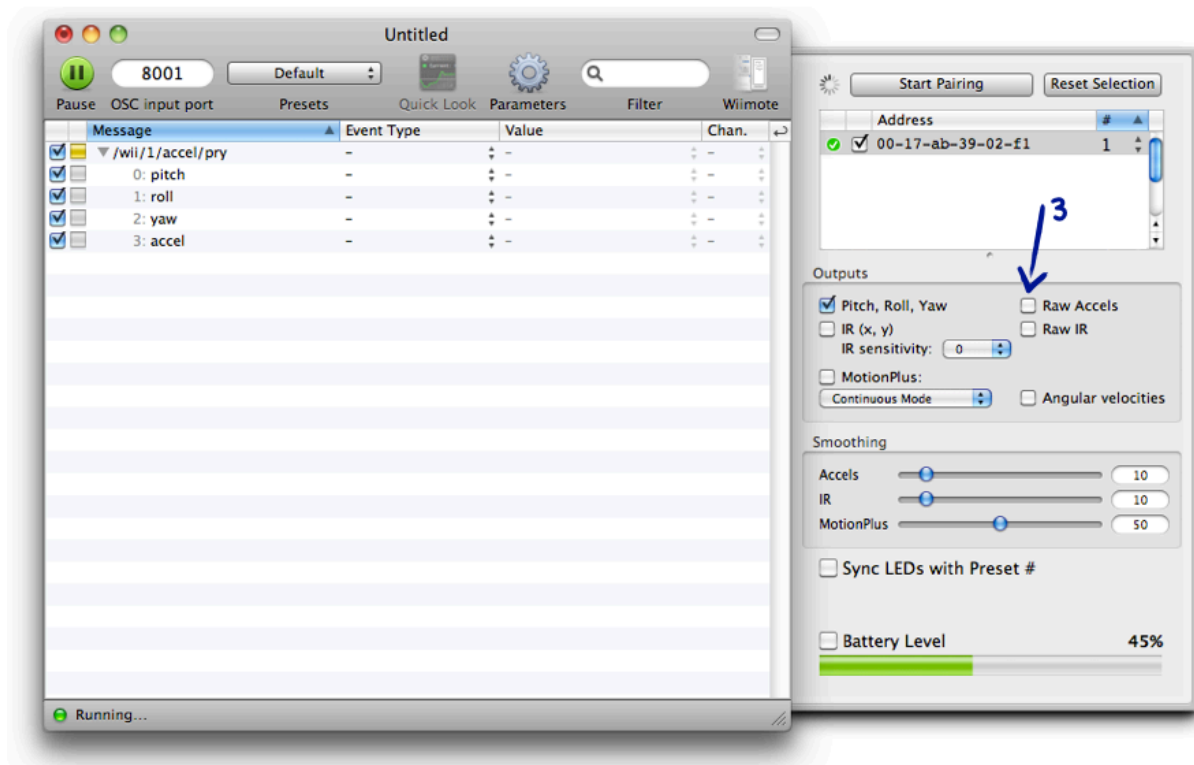 Untitled
8001
Default
Pause
OSC input port
Presets
Quick Look
Parameters
Filter
Wiimote
Message
Event Type
Value
Chan.
/wii/1/accel/pry - - -
0: pitch - - -
1: roll - - -
2: yaw - - -
3: accel - - -
Running...
Start Pairing
Reset Selection
Address
#
00-17-ab-39-02-f1
1
3
Outputs
Pitch, Roll, Yaw
Raw Accels
IR (x, y)
Raw IR
IR sensitivity: 0
MotionPlus:
Continuous Mode
Angular velocities
Smoothing
Accels 10
IR 10
MotionPlus 50
Sync LEDs with Preset #
Battery Level 45%